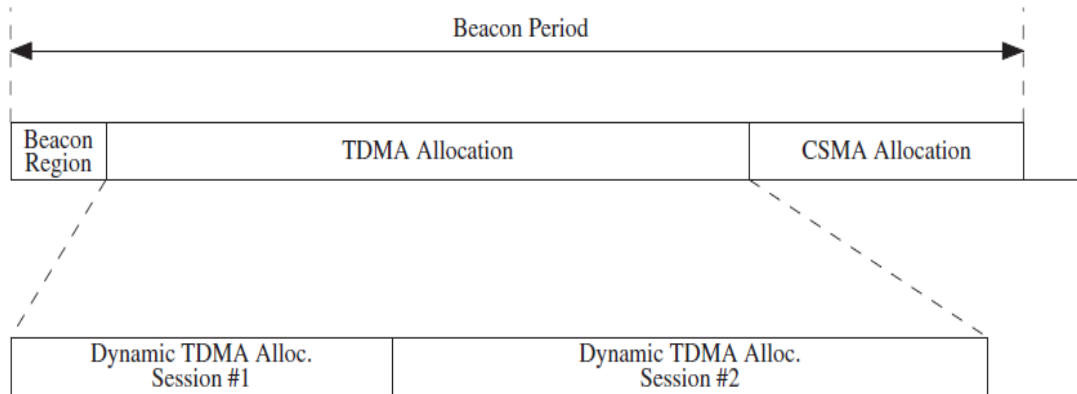 Beacon Period
Beacon
Region
TDMA Allocation
CSMA Allocation
Dynamic TDMA Alloc.
Session #1
Dynamic TDMA Alloc.
Session #2